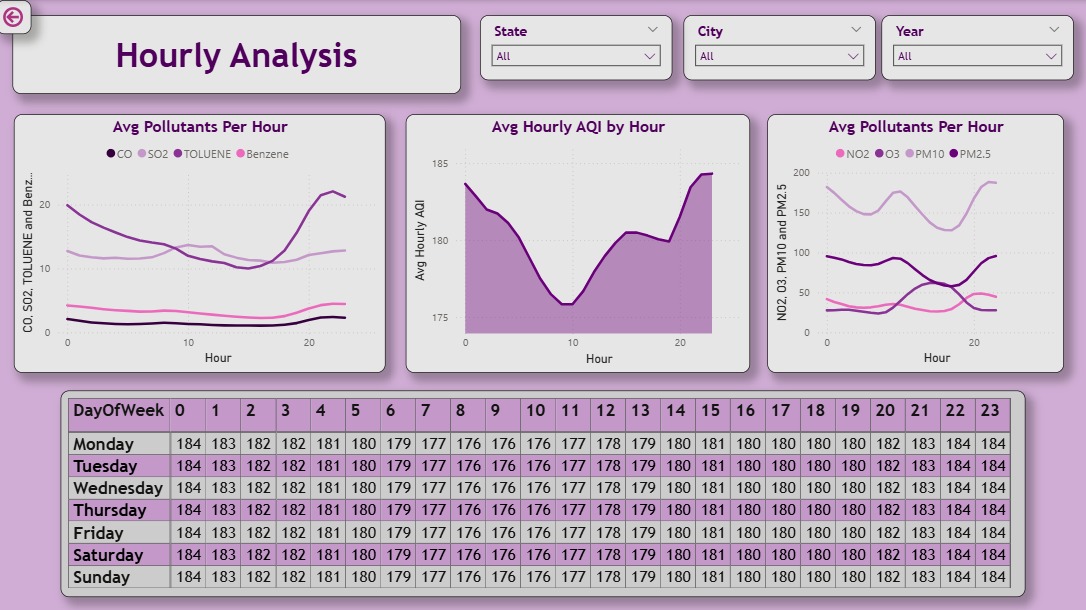 Hourly Analysis
State
All
City
All
Year
All
Avg Pollutants Per Hour
CO SO2 TOLUENE Benzene
CO, SO2, TOLUENE and Benz...
20
10
0
0 10 20
Hour
Avg Hourly AQI by Hour
Avg Hourly AQI
185
180
175
0 10 20
Hour
Avg Pollutants Per Hour
NO2 O3 PM10 PM2.5
NO2, O3, PM10 and PM2.5
200
150
100
50
0
0 20
Hour
DayOfWeek 0 1 2 3 4 5 6 7 8 9 10 11 12 13 14 15 16 17 18 19 20 21 22 23
Monday 184 183 182 182 181 180 179 177 176 176 176 177 178 179 180 181 180 180 180 180 182 183 184 184
Tuesday 184 183 182 182 181 180 179 177 176 176 176 177 178 179 180 181 180 180 180 180 182 183 184 184
Wednesday 184 183 182 182 181 180 179 177 176 176 176 177 178 179 180 181 180 180 180 180 182 183 184 184
Thursday 184 183 182 182 181 180 179 177 176 176 176 177 178 179 180 181 180 180 180 180 182 183 184 184
Friday 184 183 182 182 181 180 179 177 176 176 176 177 178 179 180 181 180 180 180 180 182 183 184 184
Saturday 184 183 182 182 181 180 179 177 176 176 176 177 178 179 180 181 180 180 180 180 182 183 184 184
Sunday 184 183 182 182 181 180 179 177 176 176 176 177 178 179 180 181 180 180 180 180 182 183 184 184